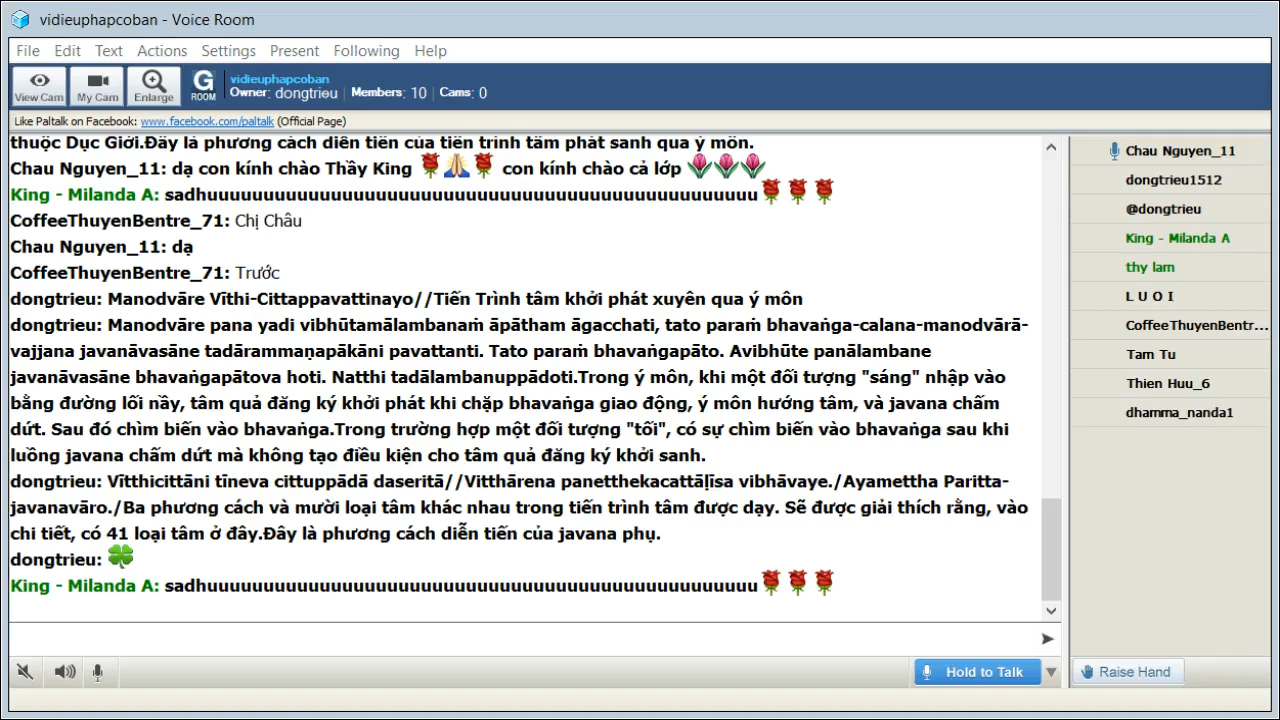 vidieuphapcoban - Voice Room
File Edit Text Actions Settings Present Following Help
View Cam My Cam Enlarge G ROOM
vidieuphapcoban
Owner: dongtrieu Members: 10 Cams: 0
Like Paltalk on Facebook: www.facebook.com/paltalk (Official Page)
thuộc Dục Giới.Đây là phương cách diễn tiến của tiến trình tâm phát sanh qua ý môn.
Chau Nguyen_11: dạ con kính chào Thầy King 🌹🙏🌹 con kính chào cả lớp 🌷🌷🌷
King - Milanda A: sadhuuuuuuuuuuuuuuuuuuuuuuuuuuuuuuuuuuuuuuuuuuuuuuuuu🌹🌹🌹
CoffeeThuyenBentre_71: Chị Châu
Chau Nguyen_11: dạ
CoffeeThuyenBentre_71: Trước
dongtrieu: Manodvāre Vīthi-Cittappavattinayo//Tiến Trình tâm khởi phát xuyên qua ý môn
dongtrieu: Manodvāre pana yadi vibhūtamālambanaṁ āpātham āgacchati, tato paraṁ bhavaṅga-calana-manodvārā-
vajjana javanāvasāne tadārammaṇapākāni pavattanti. Tato paraṁ bhavaṅgapāto. Avibhūte panālambane
javanāvasāne bhavaṅgapātova hoti. Natthi tadālambanuppādoti.Trong ý môn, khi một đối tượng "sáng" nhập vào
bằng đường lối nầy, tâm quả đăng ký khởi phát khi chặp bhavaṅga giao động, ý môn hướng tâm, và javana chấm
dứt. Sau đó chìm biến vào bhavaṅga.Trong trường hợp một đối tượng "tối", có sự chìm biến vào bhavaṅga sau khi
luồng javana chấm dứt mà không tạo điều kiện cho tâm quả đăng ký khởi sanh.
dongtrieu: Vītthicittāni tīneva cittuppādā daseritā//Vitthārena panetthekacattāḷīsa vibhāvaye./Ayamettha Paritta-
javanavāro./Ba phương cách và mười loại tâm khác nhau trong tiến trình tâm được dạy. Sẽ được giải thích rằng, vào
chi tiết, có 41 loại tâm ở đây.Đây là phương cách diễn tiến của javana phụ.
dongtrieu: 🍀
King - Milanda A: sadhuuuuuuuuuuuuuuuuuuuuuuuuuuuuuuuuuuuuuuuuuuuuuuuuu🌹🌹🌹
Hold to Talk
Chau Nguyen_11
dongtrieu1512
@dongtrieu
King - Milanda A
thy lam
L U O I
CoffeeThuyenBentr...
Tam Tu
Thien Huu_6
dhamma_nanda1
Raise Hand